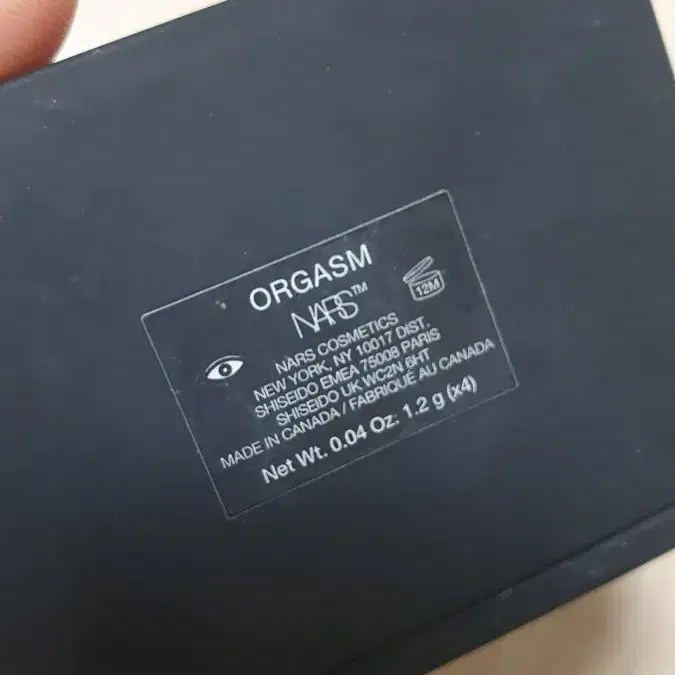 ORGASM
NARS™
12M
NARS COSMETICS
NEW YORK, NY 10017 DIST.
SHISEIDO EMEA 75008 PARIS
SHISEIDO UK WC2N 6HT
MADE IN CANADA / FABRIQUÉ AU CANADA
Net Wt. 0.04 Oz. 1.2 g (x4)